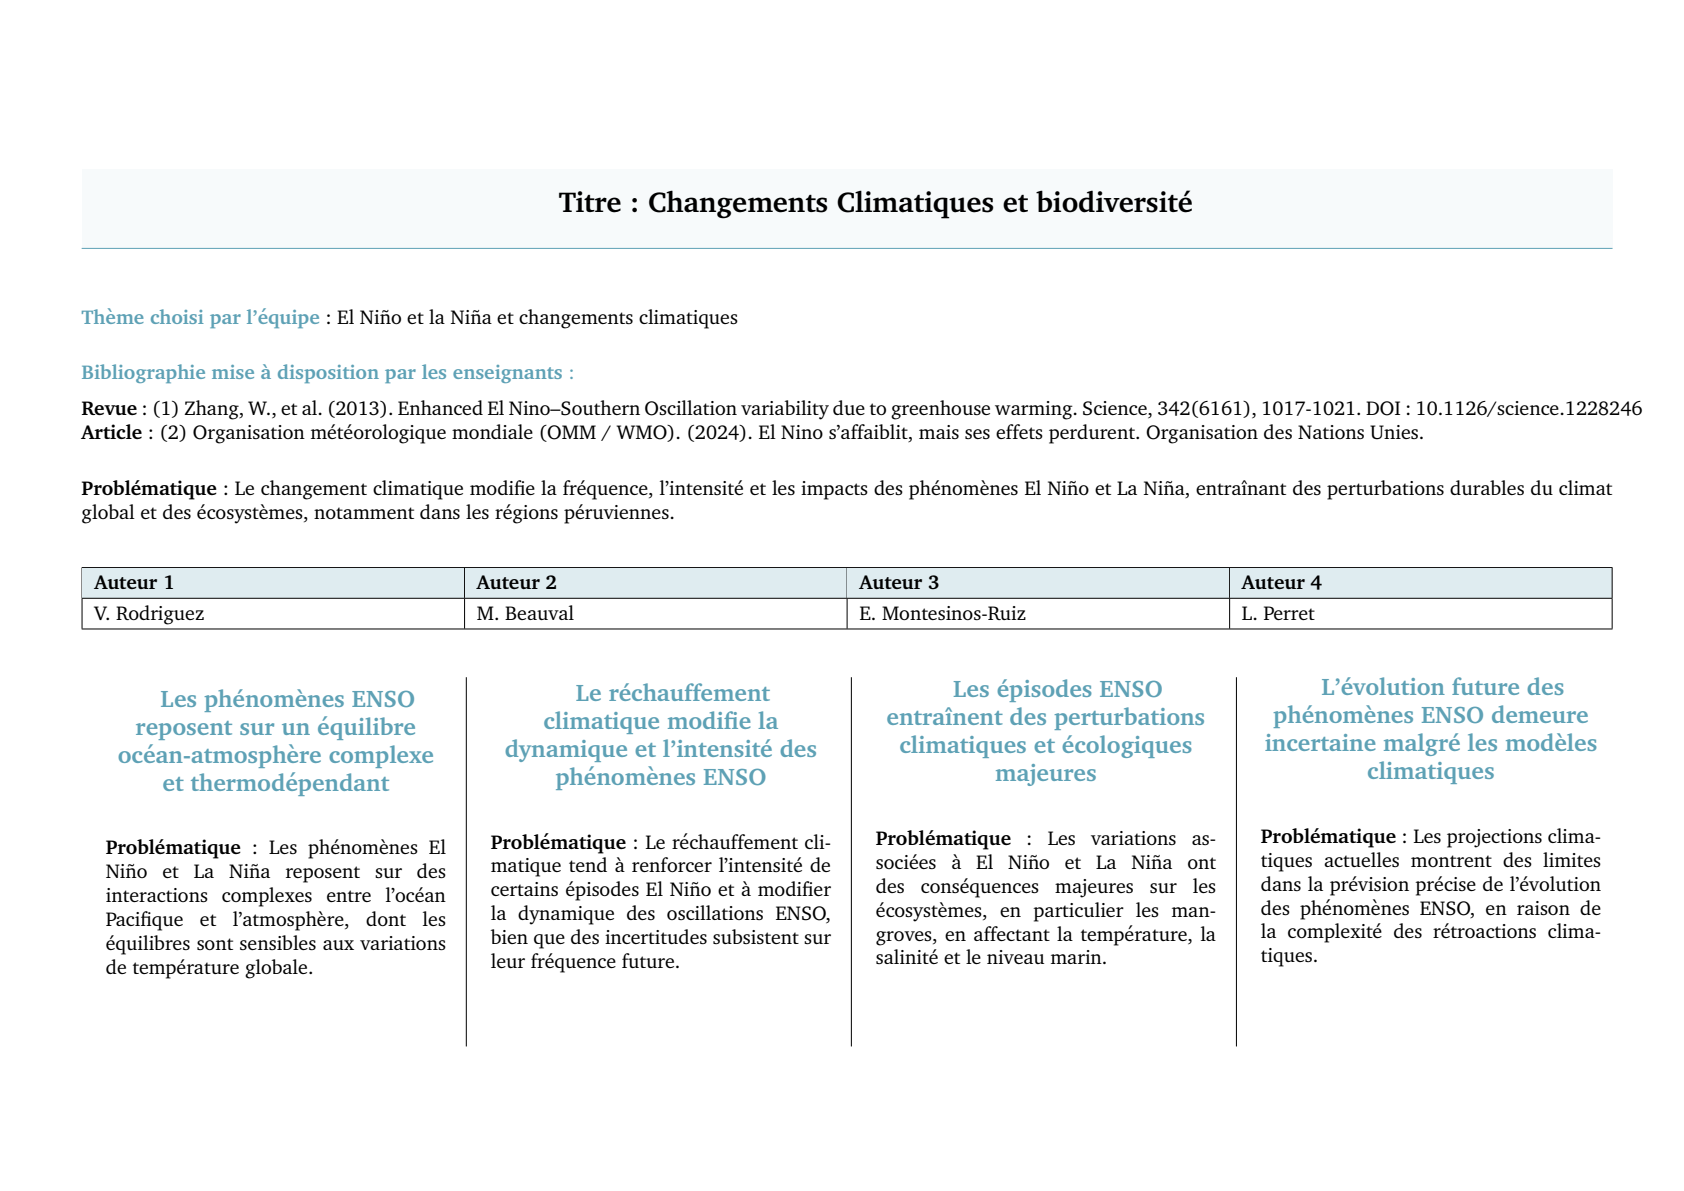 Titre : Changements Climatiques et biodiversité
Thème choisi par l'équipe : El Niño et la Niña et changements climatiques
Bibliographie mise à disposition par les enseignants :
Revue : (1) Zhang, W., et al. (2013). Enhanced El Nino–Southern Oscillation variability due to greenhouse warming. Science, 342(6161), 1017-1021. DOI : 10.1126/science.1228246
Article : (2) Organisation météorologique mondiale (OMM / WMO). (2024). El Nino s'affaiblit, mais ses effets perdurent. Organisation des Nations Unies.
Problématique : Le changement climatique modifie la fréquence, l'intensité et les impacts des phénomènes El Niño et La Niña, entraînant des perturbations durables du climat
global et des écosystèmes, notamment dans les régions péruviennes.
Auteur 1 Auteur 2 Auteur 3 Auteur 4
V. Rodriguez M. Beauval E. Montesinos-Ruiz L. Perret
Les phénomènes ENSO
reposent sur un équilibre
océan-atmosphère complexe
et thermodépendant
Problématique : Les phénomènes El
Niño et La Niña reposent sur des
interactions complexes entre l'océan
Pacifique et l'atmosphère, dont les
équilibres sont sensibles aux variations
de température globale.
Le réchauffement
climatique modifie la
dynamique et l'intensité des
phénomènes ENSO
Problématique : Le réchauffement cli-
matique tend à renforcer l'intensité de
certains épisodes El Niño et à modifier
la dynamique des oscillations ENSO,
bien que des incertitudes subsistent sur
leur fréquence future.
Les épisodes ENSO
entraînent des perturbations
climatiques et écologiques
majeures
Problématique : Les variations as-
sociées à El Niño et La Niña ont
des conséquences majeures sur les
écosystèmes, en particulier les man-
groves, en affectant la température, la
salinité et le niveau marin.
L'évolution future des
phénomènes ENSO demeure
incertaine malgré les modèles
climatiques
Problématique : Les projections clima-
tiques actuelles montrent des limites
dans la prévision précise de l'évolution
des phénomènes ENSO, en raison de
la complexité des rétroactions clima-
tiques.